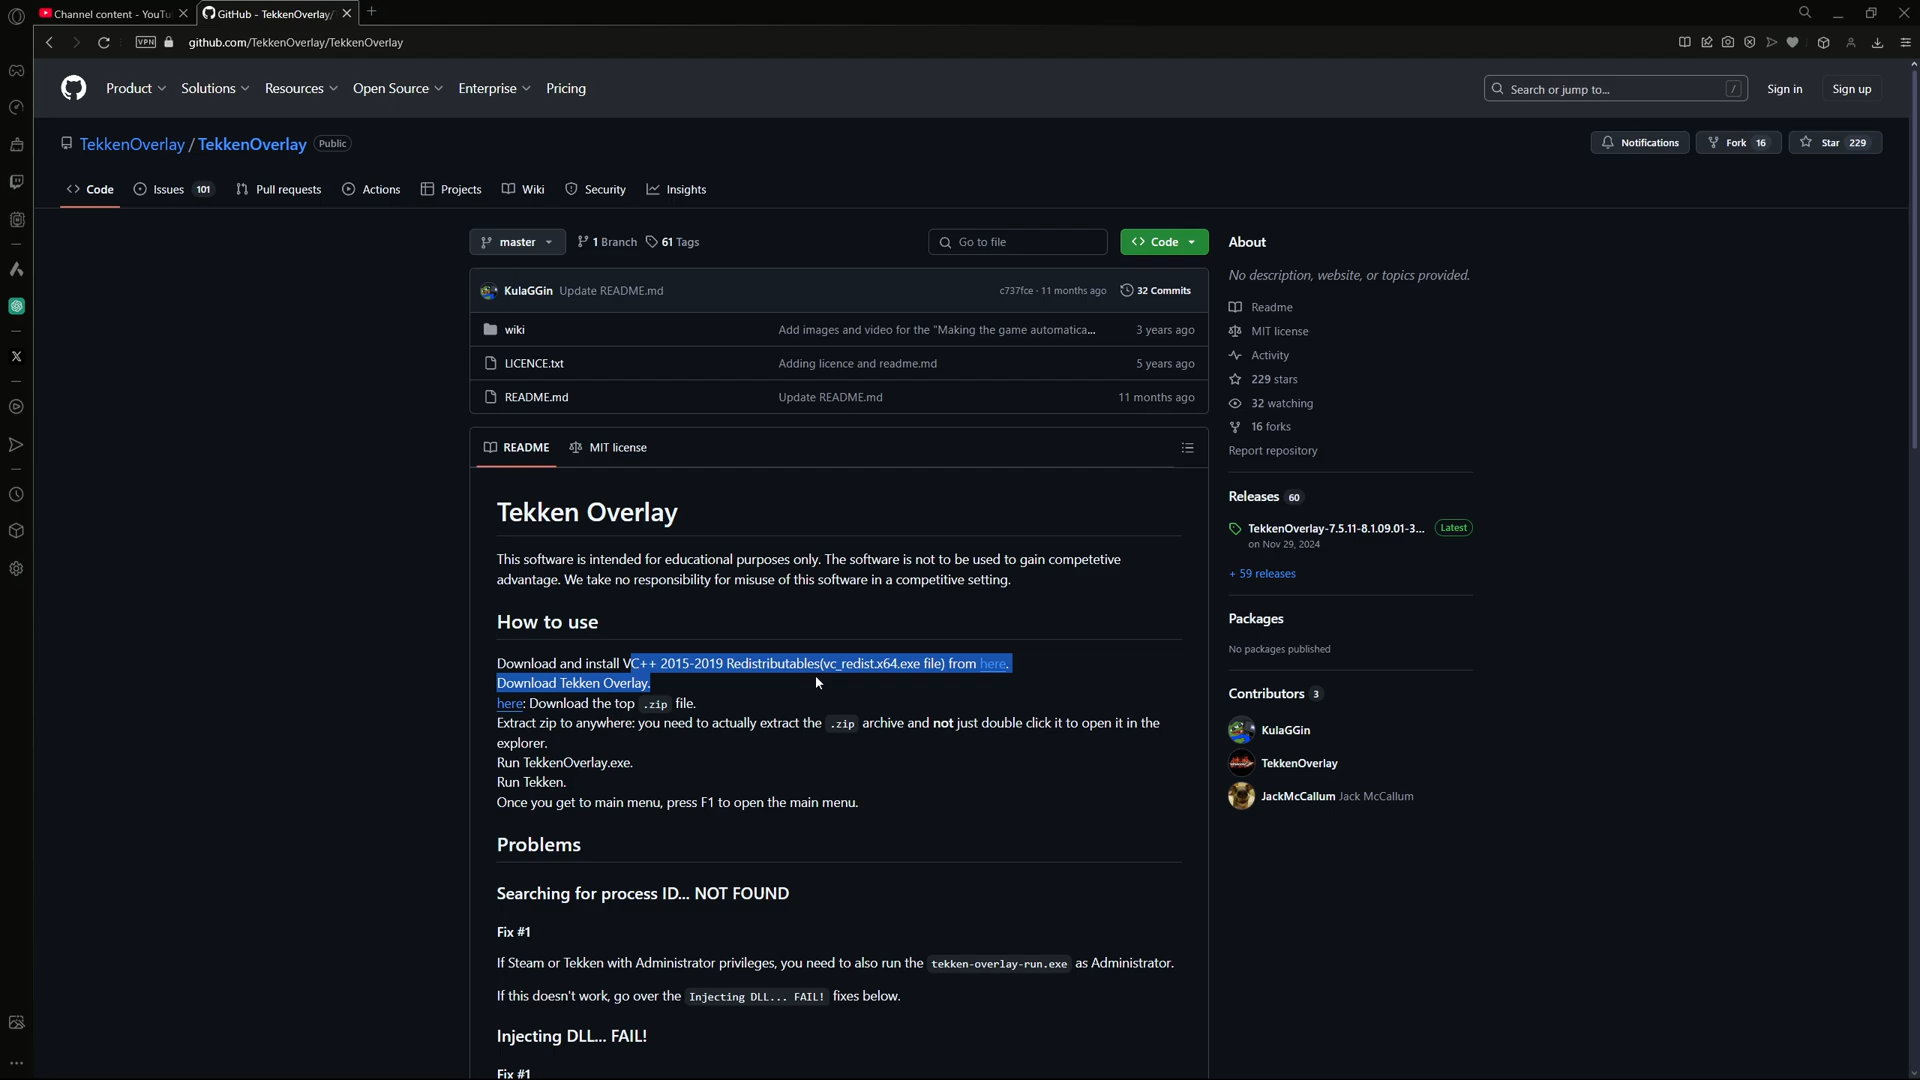 Channel content - YouTu
GitHub - TekkenOverlay/
VPN
github.com/TekkenOverlay/TekkenOverlay
Product
Solutions
Resources
Open Source
Enterprise
Pricing
Search or jump to...
/
Sign in
Sign up
TekkenOverlay / TekkenOverlay Public
Notifications
Fork 16
Star 229
Code
Issues 101
Pull requests
Actions
Projects
Wiki
Security
Insights
master
1 Branch
61 Tags
Go to file
Code
KulaGGin Update README.md
c737fce · 11 months ago
32 Commits
wiki
Add images and video for the "Making the game automatica...
3 years ago
LICENCE.txt
Adding licence and readme.md
5 years ago
README.md
Update README.md
11 months ago
README
MIT license
Tekken Overlay
This software is intended for educational purposes only. The software is not to be used to gain competetive
advantage. We take no responsibility for misuse of this software in a competitive setting.
How to use
Download and install VC++ 2015-2019 Redistributables(vc_redist.x64.exe file) from here.
Download Tekken Overlay.
here: Download the top .zip file.
Extract zip to anywhere: you need to actually extract the .zip archive and not just double click it to open it in the
explorer.
Run TekkenOverlay.exe.
Run Tekken.
Once you get to main menu, press F1 to open the main menu.
Problems
Searching for process ID... NOT FOUND
Fix #1
If Steam or Tekken with Administrator privileges, you need to also run the tekken-overlay-run.exe as Administrator.
If this doesn't work, go over the Injecting DLL... FAIL! fixes below.
Injecting DLL... FAIL!
Fix #1
About
No description, website, or topics provided.
Readme
MIT license
Activity
229 stars
32 watching
16 forks
Report repository
Releases 60
TekkenOverlay-7.5.11-8.1.09.01-3... Latest
on Nov 29, 2024
+ 59 releases
Packages
No packages published
Contributors 3
KulaGGin
TekkenOverlay
JackMcCallum Jack McCallum